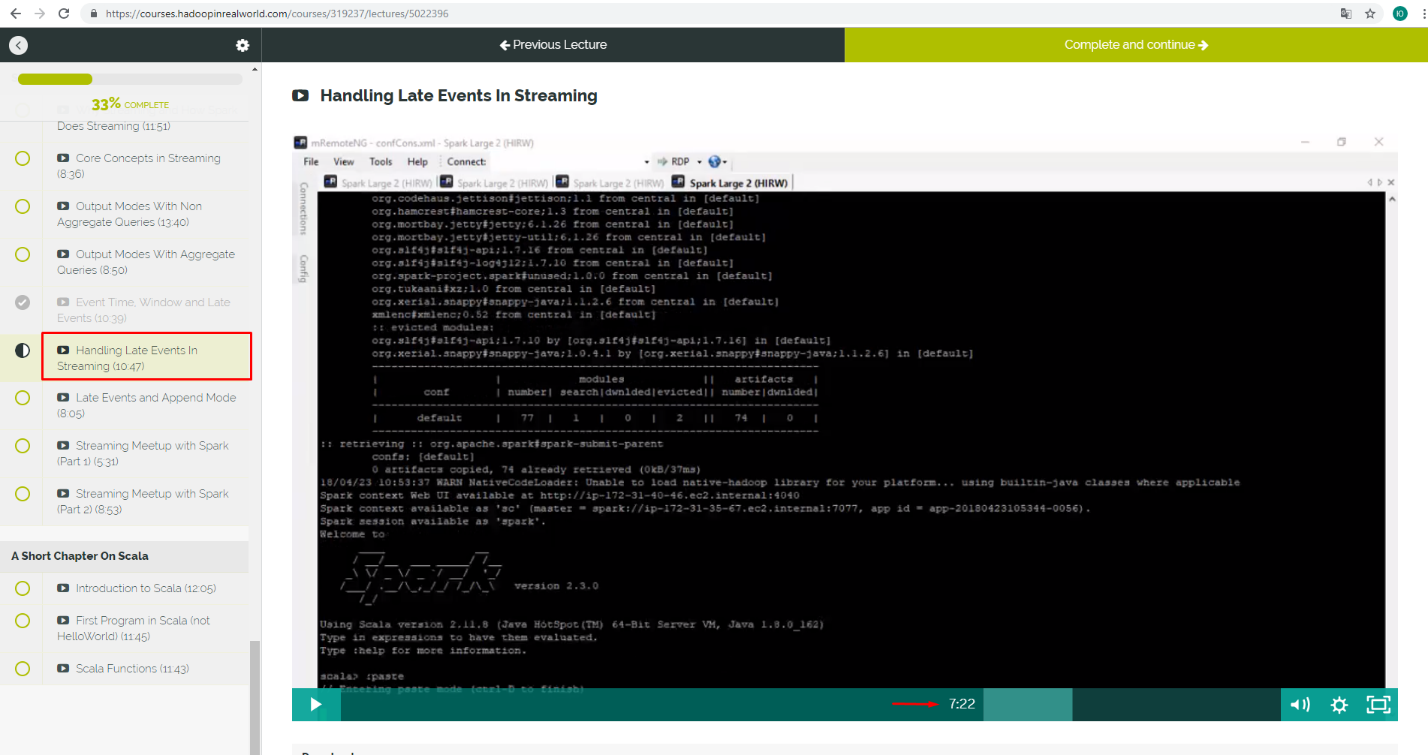 https://courses.hadoopinrealworld.com/courses/319237/lectures/5022396
Previous Lecture
Complete and continue
33% COMPLETE
Does Streaming (11:51)
Core Concepts in Streaming
(8:36)
Output Modes With Non
Aggregate Queries (13:40)
Output Modes With Aggregate
Queries (8:50)
Event Time, Window and Late
Events (10:39)
Handling Late Events In
Streaming (10:47)
Late Events and Append Mode
(8:05)
Streaming Meetup with Spark
(Part 1) (5:31)
Streaming Meetup with Spark
(Part 2) (8:53)
A Short Chapter On Scala
Introduction to Scala (12:05)
First Program in Scala (not
HelloWorld) (11:45)
Scala Functions (11:43)
Handling Late Events In Streaming
mRemoteNG - confCons.xml - Spark Large 2 (HIRW)
File View Tools Help Connect: RDP
Spark Large 2 (HIRW) Spark Large 2 (HIRW) Spark Large 2 (HIRW) Spark Large 2 (HIRW)
Connections
Config
org.codehaus.jettison#jettison;1.1 from central in [default]
org.hamcrest#hamcrest-core;1.3 from central in [default]
org.mortbay.jetty#jetty;6.1.26 from central in [default]
org.mortbay.jetty#jetty-util;6.1.26 from central in [default]
org.slf4j#slf4j-api;1.7.16 from central in [default]
org.slf4j#slf4j-log4j12;1.7.10 from central in [default]
org.spark-project.spark#unused;1.0.0 from central in [default]
org.tukaani#xz;1.0 from central in [default]
org.xerial.snappy#snappy-java;1.1.2.6 from central in [default]
xmlenc#xmlenc;0.52 from central in [default]
:: evicted modules:
org.slf4j#slf4j-api;1.7.10 by [org.slf4j#slf4j-api;1.7.16] in [default]
org.xerial.snappy#snappy-java;1.0.4.1 by [org.xerial.snappy#snappy-java;1.1.2.6] in [default]
---------------------------------------------------------------------
| | modules || artifacts |
| conf | number| search|dwnlded|evicted|| number|dwnlded|
---------------------------------------------------------------------
| default | 77 | 1 | 0 | 2 || 74 | 0 |
---------------------------------------------------------------------
:: retrieving :: org.apache.spark#spark-submit-parent
confs: [default]
0 artifacts copied, 74 already retrieved (0kB/37ms)
18/04/23 10:53:37 WARN NativeCodeLoader: Unable to load native-hadoop library for your platform... using builtin-java classes where applicable
Spark context Web UI available at http://ip-172-31-40-46.ec2.internal:4040
Spark context available as 'sc' (master = spark://ip-172-31-35-67.ec2.internal:7077, app id = app-20180423105344-0056).
Spark session available as 'spark'.
Welcome to
Spark version 2.3.0
Using Scala version 2.11.8 (Java HotSpot(TM) 64-Bit Server VM, Java 1.8.0_162)
Type in expressions to have them evaluated.
Type :help for more information.
scala> :paste
// Entering paste mode (ctrl-D to finish)
7:22